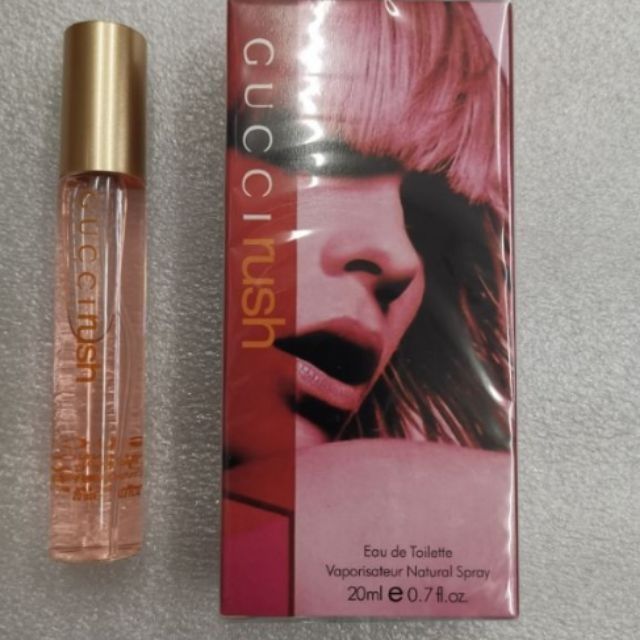 GUCCI rush
GUCCI rush
Eau de Toilette
Vaporisateur Natural Spray
20ml e 0.7 fl.oz.